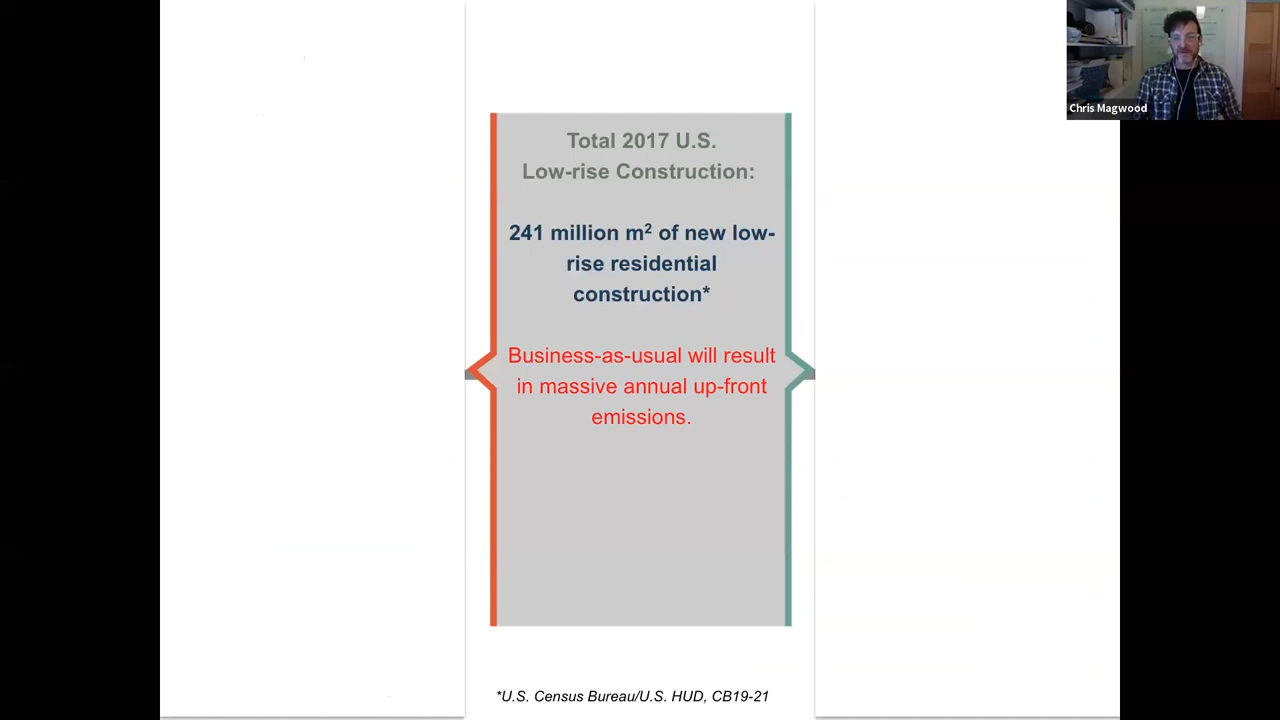 Chris Magwood
Total 2017 U.S.
Low-rise Construction:
241 million m² of new low-
rise residential
construction*
Business-as-usual will result
in massive annual up-front
emissions.
*U.S. Census Bureau/U.S. HUD, CB19-21